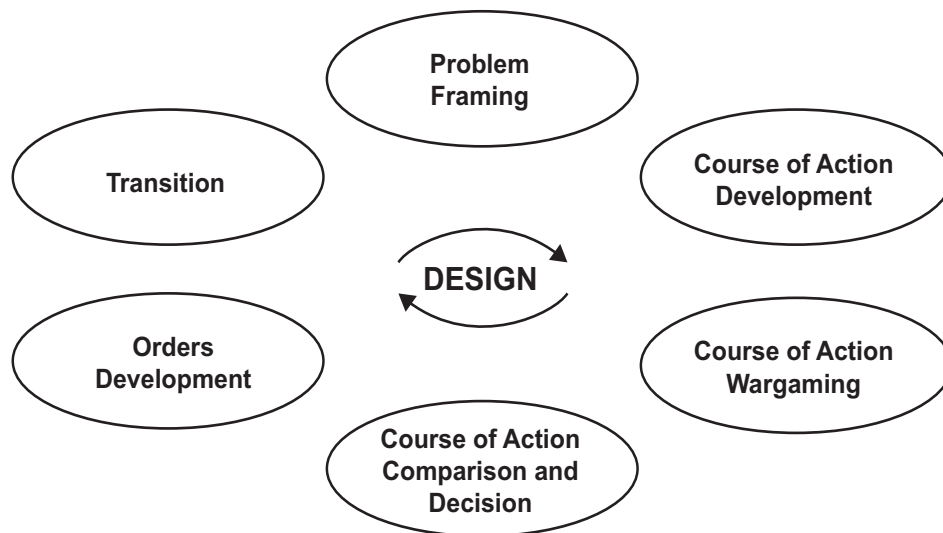 Problem
Framing
Course of Action
Development
Course of Action
Wargaming
Course of Action
Comparison and
Decision
Orders
Development
Transition
DESIGN